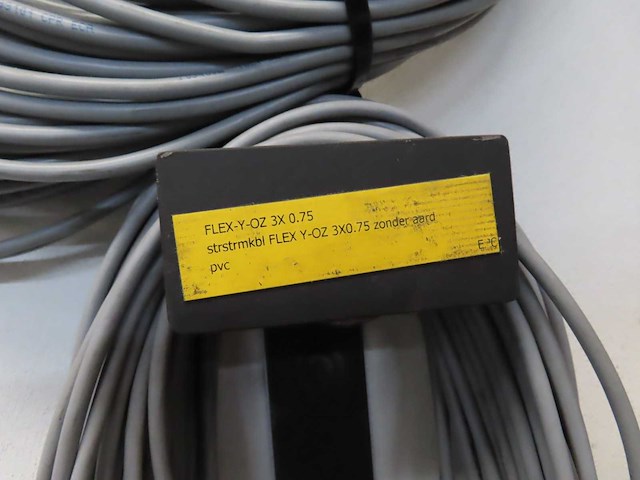 FLEX-Y-OZ 3X 0.75
strstrmkbl FLEX Y-OZ 3X0.75 zonder aard
pvc